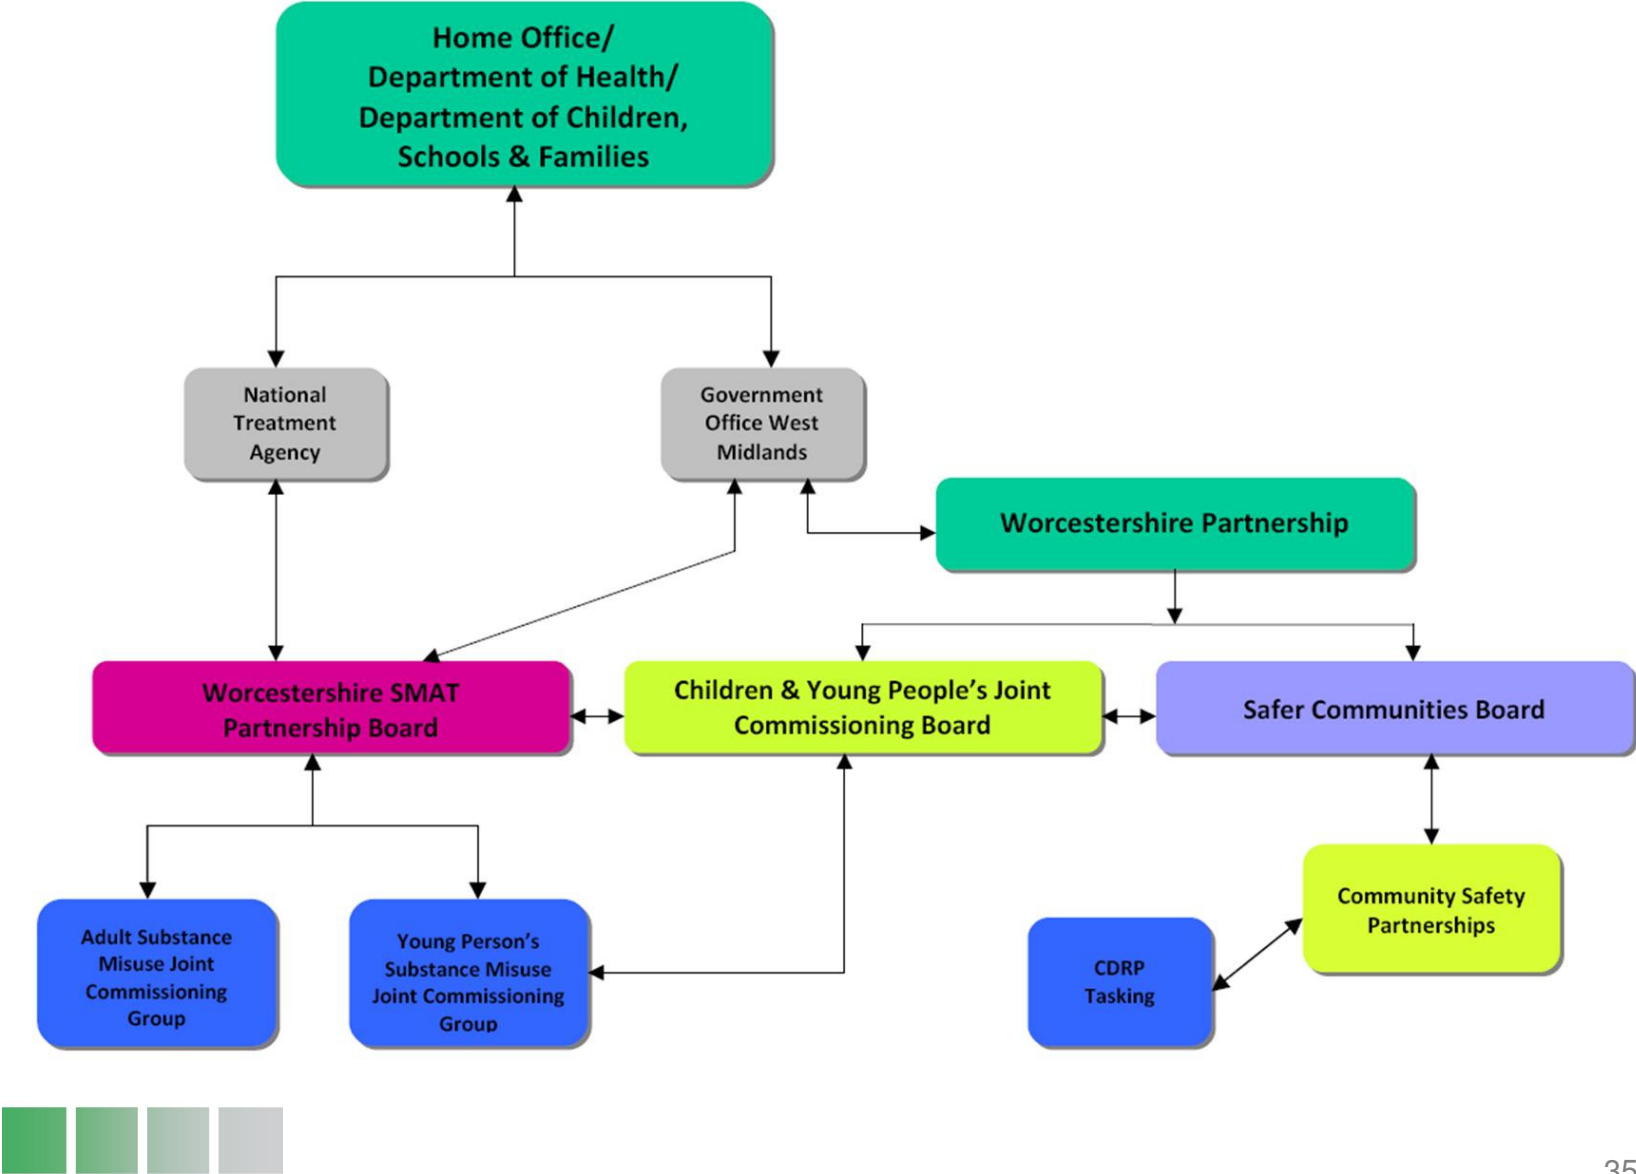 Home Office/
Department of Health/
Department of Children,
Schools & Families
National
Treatment
Agency
Government
Office West
Midlands
Worcestershire Partnership
Worcestershire SMAT
Partnership Board
Children & Young People’s Joint
Commissioning Board
Safer Communities Board
Adult Substance
Misuse Joint
Commissioning
Group
Young Person’s
Substance Misuse
Joint Commissioning
Group
CDRP
Tasking
Community Safety
Partnerships
35